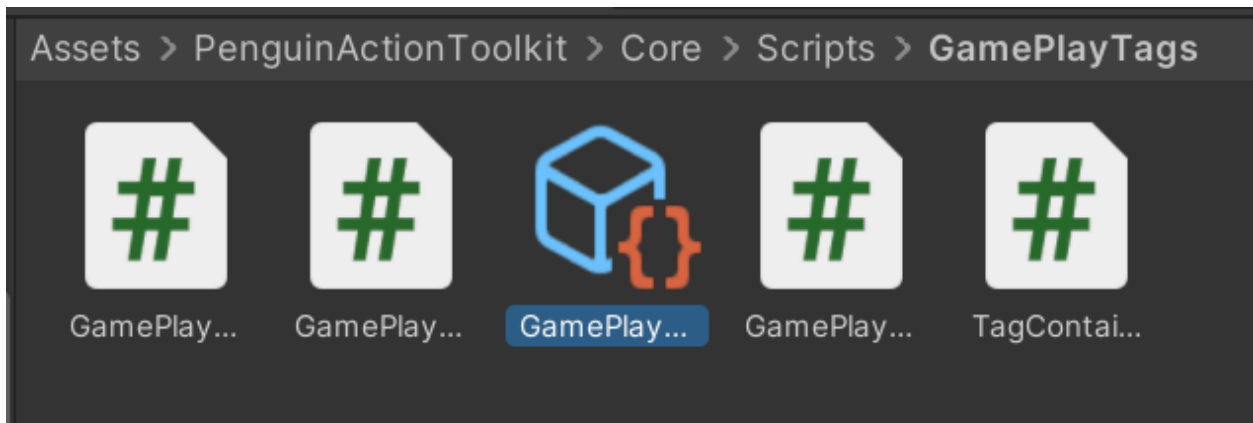 Assets > PenguinActionToolkit > Core > Scripts > GamePlayTags
# # {} # #
GamePlay... GamePlay... GamePlay... GamePlay... TagContai...